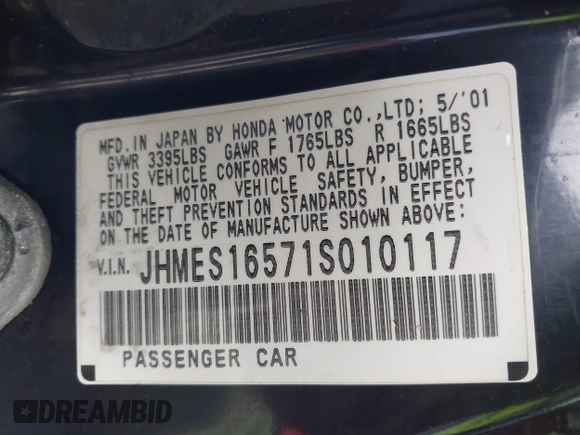 MFD.IN JAPAN BY HONDA MOTOR CO.,LTD; 5/'01
GVWR 3395LBS GAWR F 1765LBS R 1665LBS
THIS VEHICLE CONFORMS TO ALL APPLICABLE
FEDERAL MOTOR VEHICLE SAFETY, BUMPER,
AND THEFT PREVENTION STANDARDS IN EFFECT
ON THE DATE OF MANUFACTURE SHOWN ABOVE:
V.I.N. JHMES16571S010117
PASSENGER CAR
DREAMBID